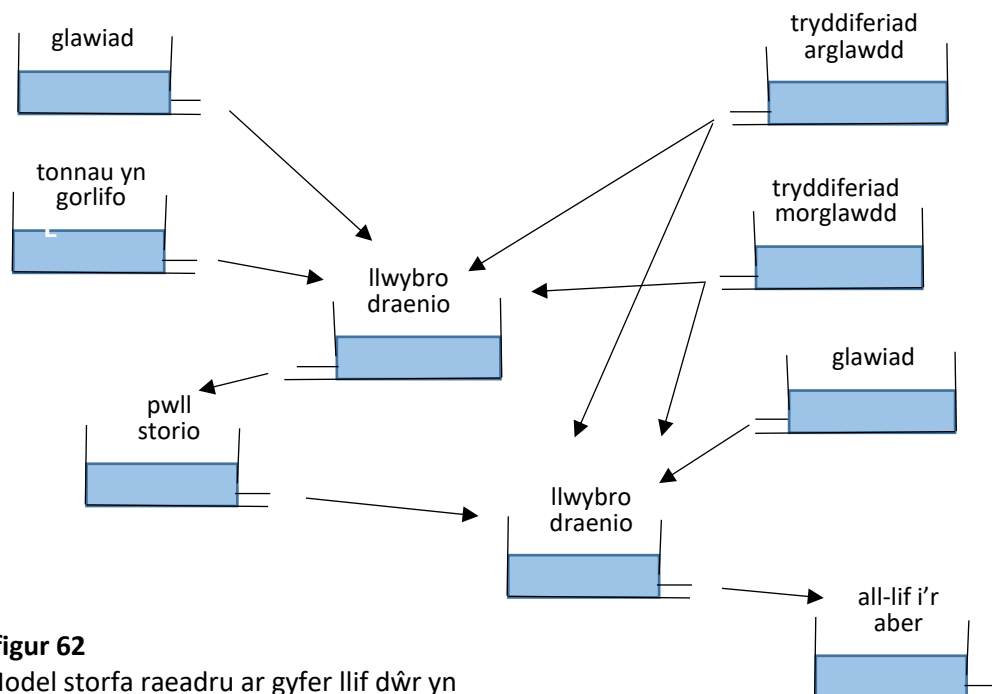 glawiad
tryddiferiad
arglawdd
tonnau yn
gorlifo
tryddiferiad
morglawdd
llwybro
draenio
glawiad
pwll
storio
llwybro
draenio
all-lif i'r
aber
figur 62
Model storfa raeadru ar gyfer llif dŵr yn